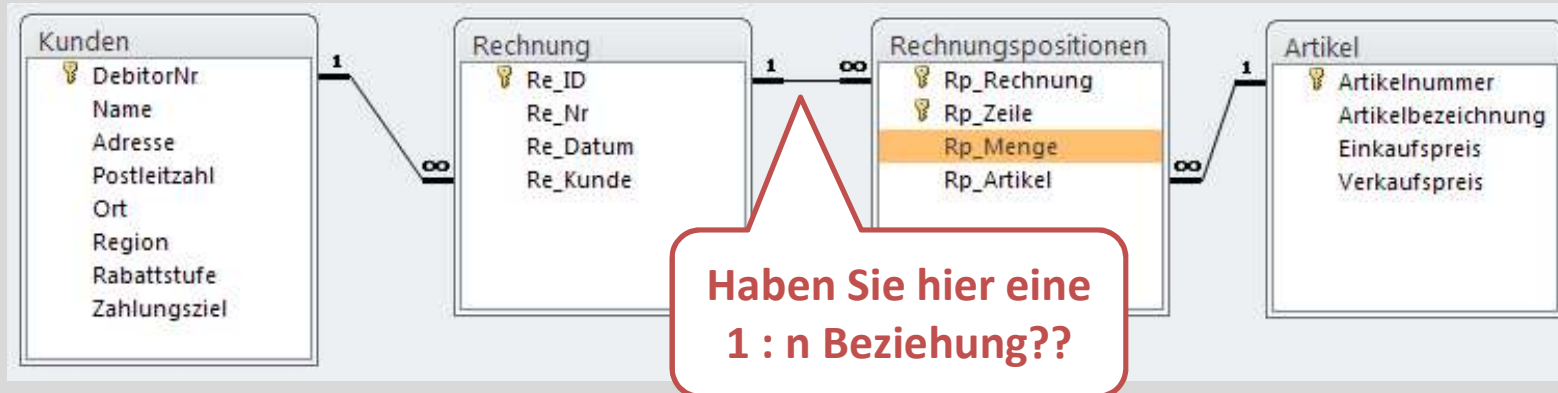 Kunden
DebitorNr
Name
Adresse
Postleitzahl
Ort
Region
Rabattstufe
Zahlungsziel
1
∞
Rechnung
Re_ID
Re_Nr
Re_Datum
Re_Kunde
1
∞
Rechnungspositionen
Rp_Rechnung
Rp_Zeile
Rp_Menge
Rp_Artikel
∞
1
Artikel
Artikelnummer
Artikelbezeichnung
Einkaufspreis
Verkaufspreis
Haben Sie hier eine
1 : n Beziehung??